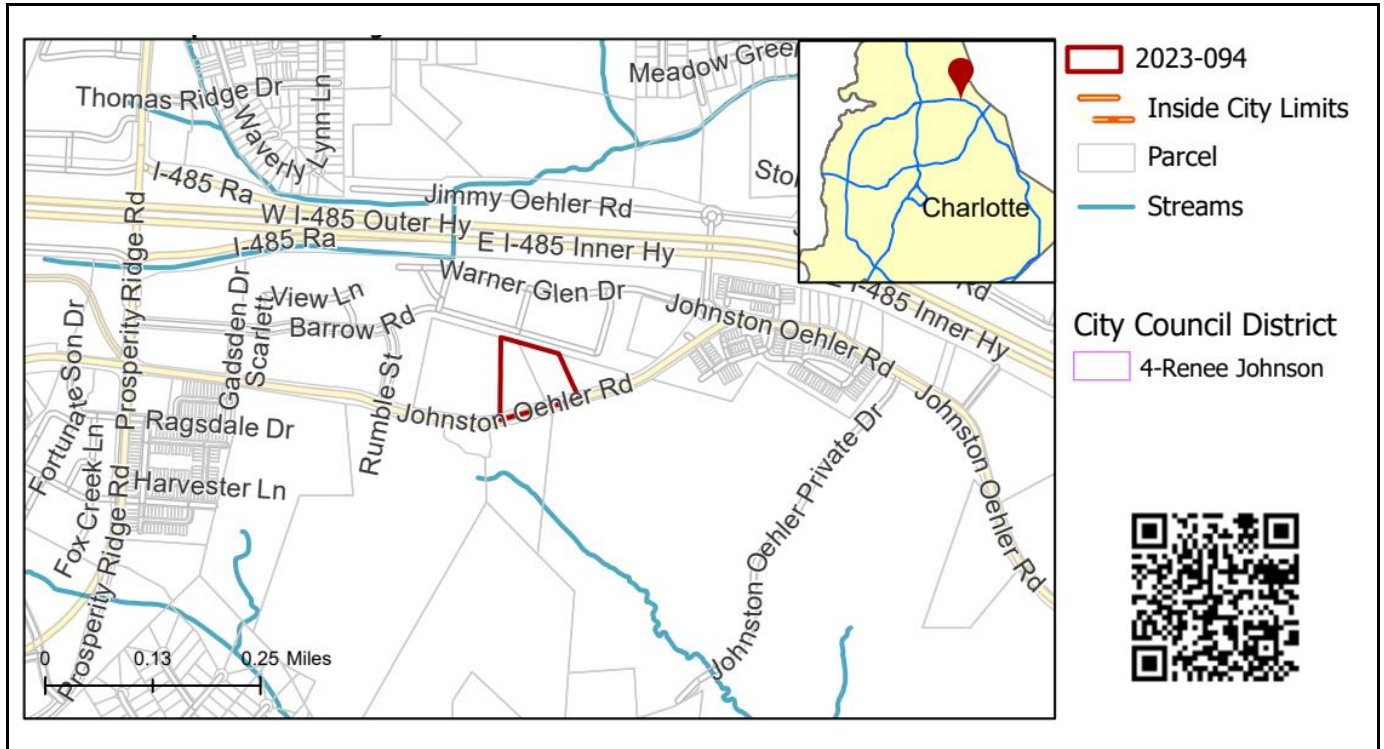 Meadow Green
Thomas Ridge Dr
Waverly
Lynn Ln
I-485 Ra
Jimmy Oehler Rd
W I-485 Outer Hy
E I-485 Inner Hy
I-485 Ra
Prosperity Ridge Rd
Warner Glen Dr
View Ln
Barrow Rd
Gadsden Dr
Scarlett
Johnston Oehler Rd
E I-485 Inner Hy
Rd
Fortunate Son Dr
Ragsdale Dr
Rumble St
Johnston-Oehler Rd
Fox Creek Ln
Harvester Ln
Johnston Oehler Rd
Johnston-Oehler-Private Dr
Prosperity Ridge Rd
0 0.13 0.25 Miles
Charlotte
2023-094
Inside City Limits
Parcel
Streams
City Council District
4-Renee Johnson